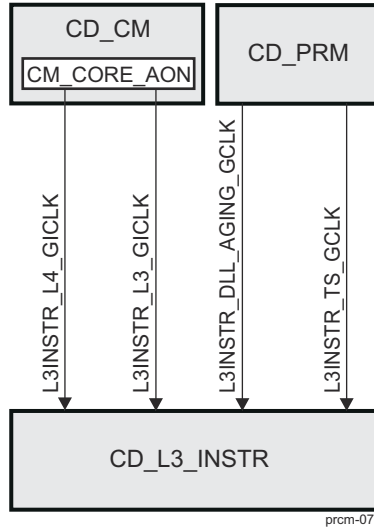 CD_CM
CM_CORE_AON
CD_PRM
L3INSTR_L4_GICLK
L3INSTR_L3_GICLK
L3INSTR_DLL_AGING_GCLK
L3INSTR_TS_GCLK
CD_L3_INSTR
prcm-07